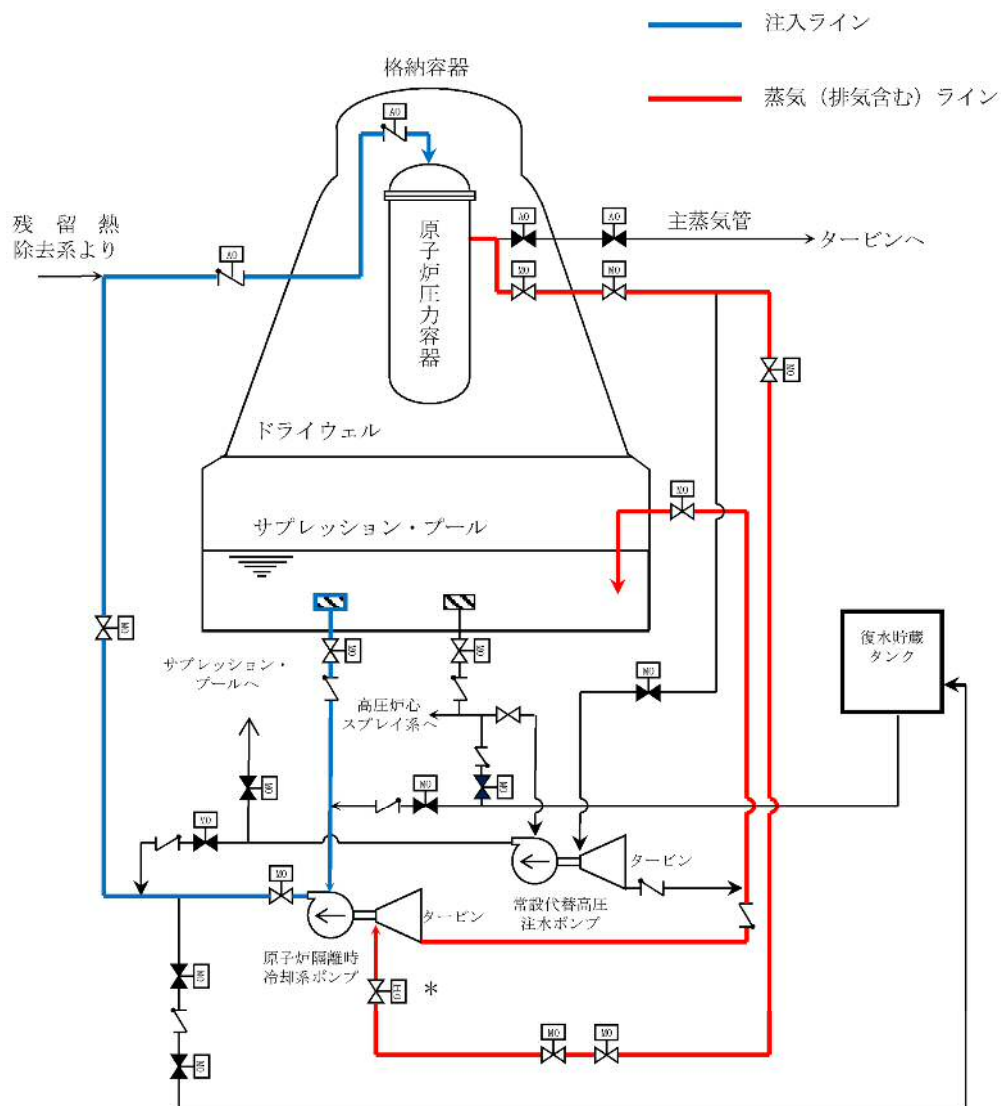 注入ライン
格納容器
蒸気（排気含む）ライン
AO
残留熱
除去系より
AO
原子炉圧力容器
AO
AO
主蒸気管
タービンへ
MO
MO
MO
ドライウェル
サプレッション・プール
MO
MO
MO
MO
復水貯蔵
タンク
サプレッション・
プールへ
高圧炉心
スプレイ系へ
MO
MO
MO
MO
MO
タービン
MO
常設代替高圧
注水ポンプ
タービン
原子炉隔離時
冷却系ポンプ
MO
HO
*
MO
MO
MO